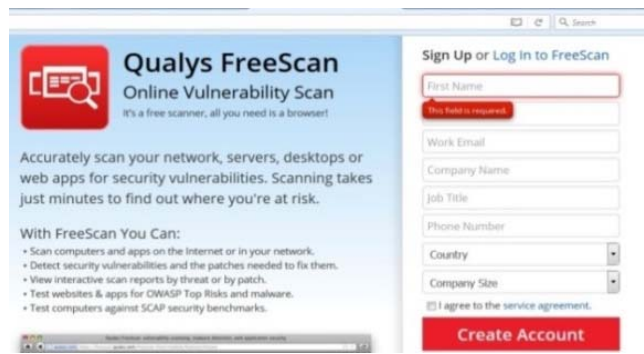 Search
Qualys FreeScan
Online Vulnerability Scan
It's a free scanner, all you need is a browser!
Accurately scan your network, servers, desktops or
web apps for security vulnerabilities. Scanning takes
just minutes to find out where you're at risk.
With FreeScan You Can:
• Scan computers and apps on the Internet or in your network.
• Detect security vulnerabilities and the patches needed to fix them.
• View interactive scan reports by threat or by patch.
• Test websites & apps for OWASP Top Risks and malware.
• Test computers against SCAP security benchmarks.
Sign Up or Log in to FreeScan
First Name
This field is required.
Work Email
Company Name
Job Title
Phone Number
Country
Company Size
I agree to the service agreement.
Create Account